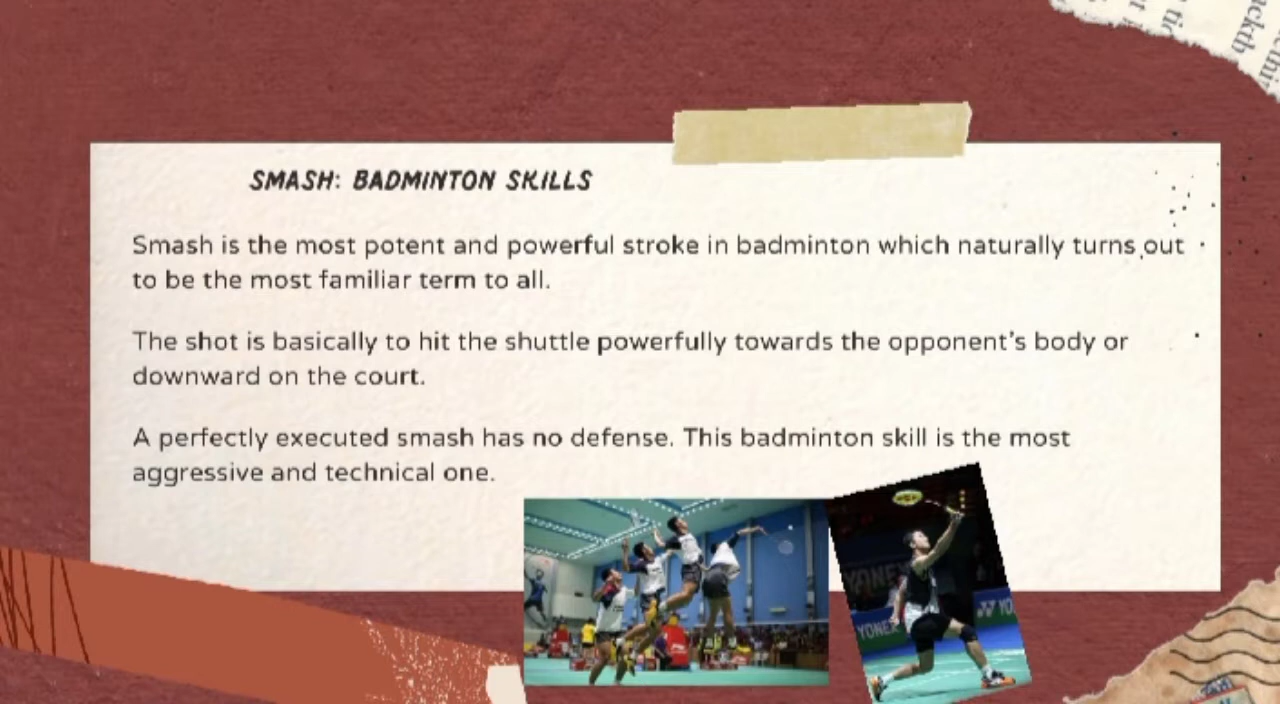 SMASH: BADMINTON SKILLS
Smash is the most potent and powerful stroke in badminton which naturally turns out
to be the most familiar term to all.
The shot is basically to hit the shuttle powerfully towards the opponent's body or
downward on the court.
A perfectly executed smash has no defense. This badminton skill is the most
aggressive and technical one.
YONEX
YONEX